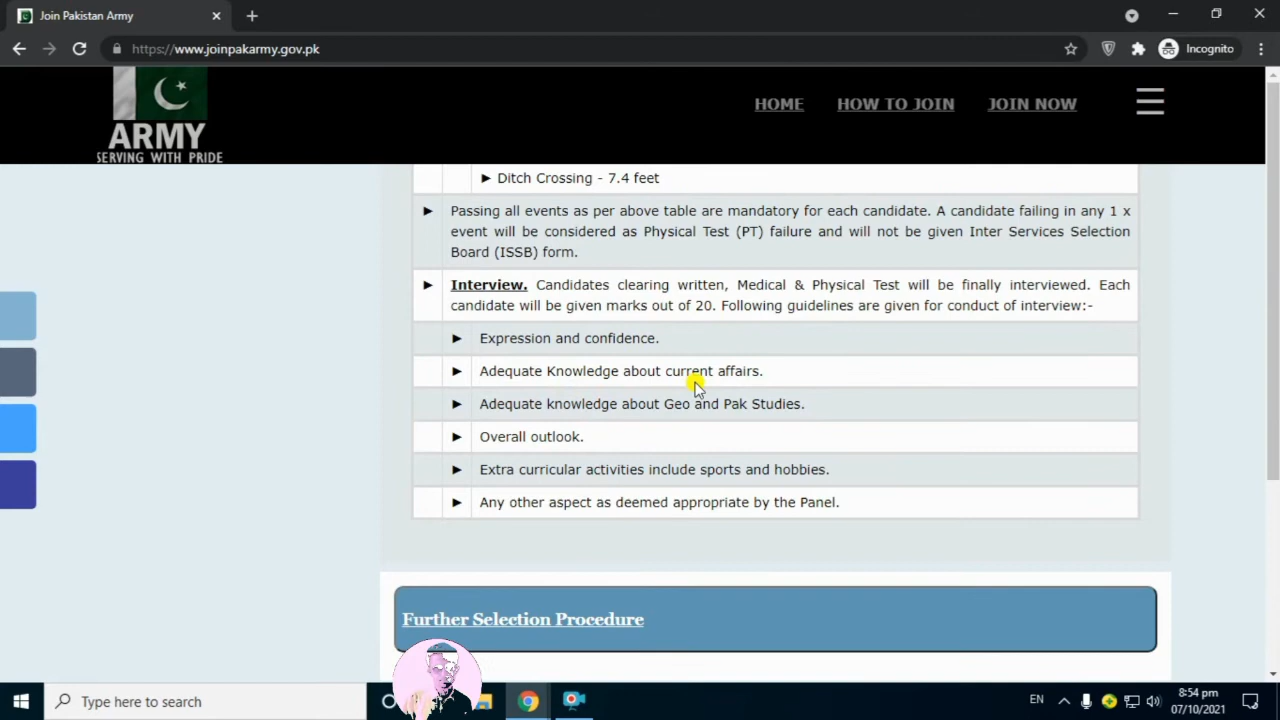 Join Pakistan Army
https://www.joinpakarmy.gov.pk
Incognito
ARMY
SERVING WITH PRIDE
HOME
HOW TO JOIN
JOIN NOW
► Ditch Crossing - 7.4 feet
► Passing all events as per above table are mandatory for each candidate. A candidate failing in any 1 x
event will be considered as Physical Test (PT) failure and will not be given Inter Services Selection
Board (ISSB) form.
► Interview. Candidates clearing written, Medical & Physical Test will be finally interviewed. Each
candidate will be given marks out of 20. Following guidelines are given for conduct of interview:-
► Expression and confidence.
► Adequate Knowledge about current affairs.
► Adequate knowledge about Geo and Pak Studies.
► Overall outlook.
► Extra curricular activities include sports and hobbies.
► Any other aspect as deemed appropriate by the Panel.
Further Selection Procedure
Type here to search
EN
8:54 pm
07/10/2021